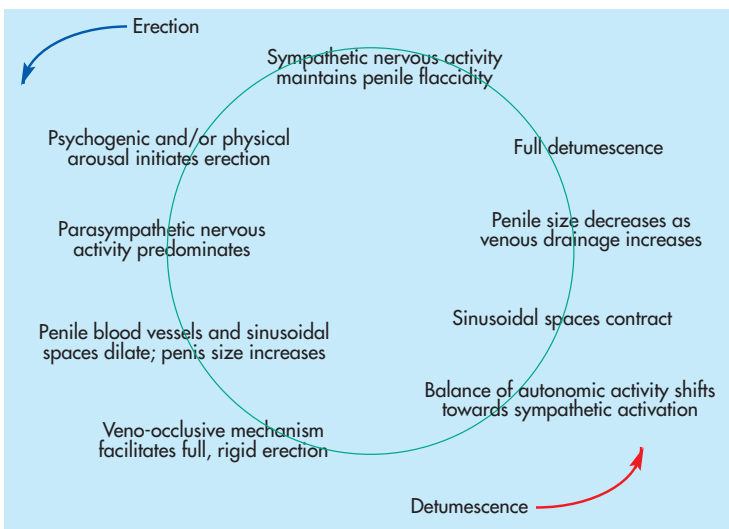 Erection
Sympathetic nervous activity
maintains penile flaccidity
Psychogenic and/or physical
arousal initiates erection
Parasympathetic nervous
activity predominates
Penile blood vessels and sinusoidal
spaces dilate; penis size increases
Veno-occlusive mechanism
facilitates full, rigid erection
Detumescence
Balance of autonomic activity shifts
towards sympathetic activation
Sinusoidal spaces contract
Penile size decreases as
venous drainage increases
Full detumescence